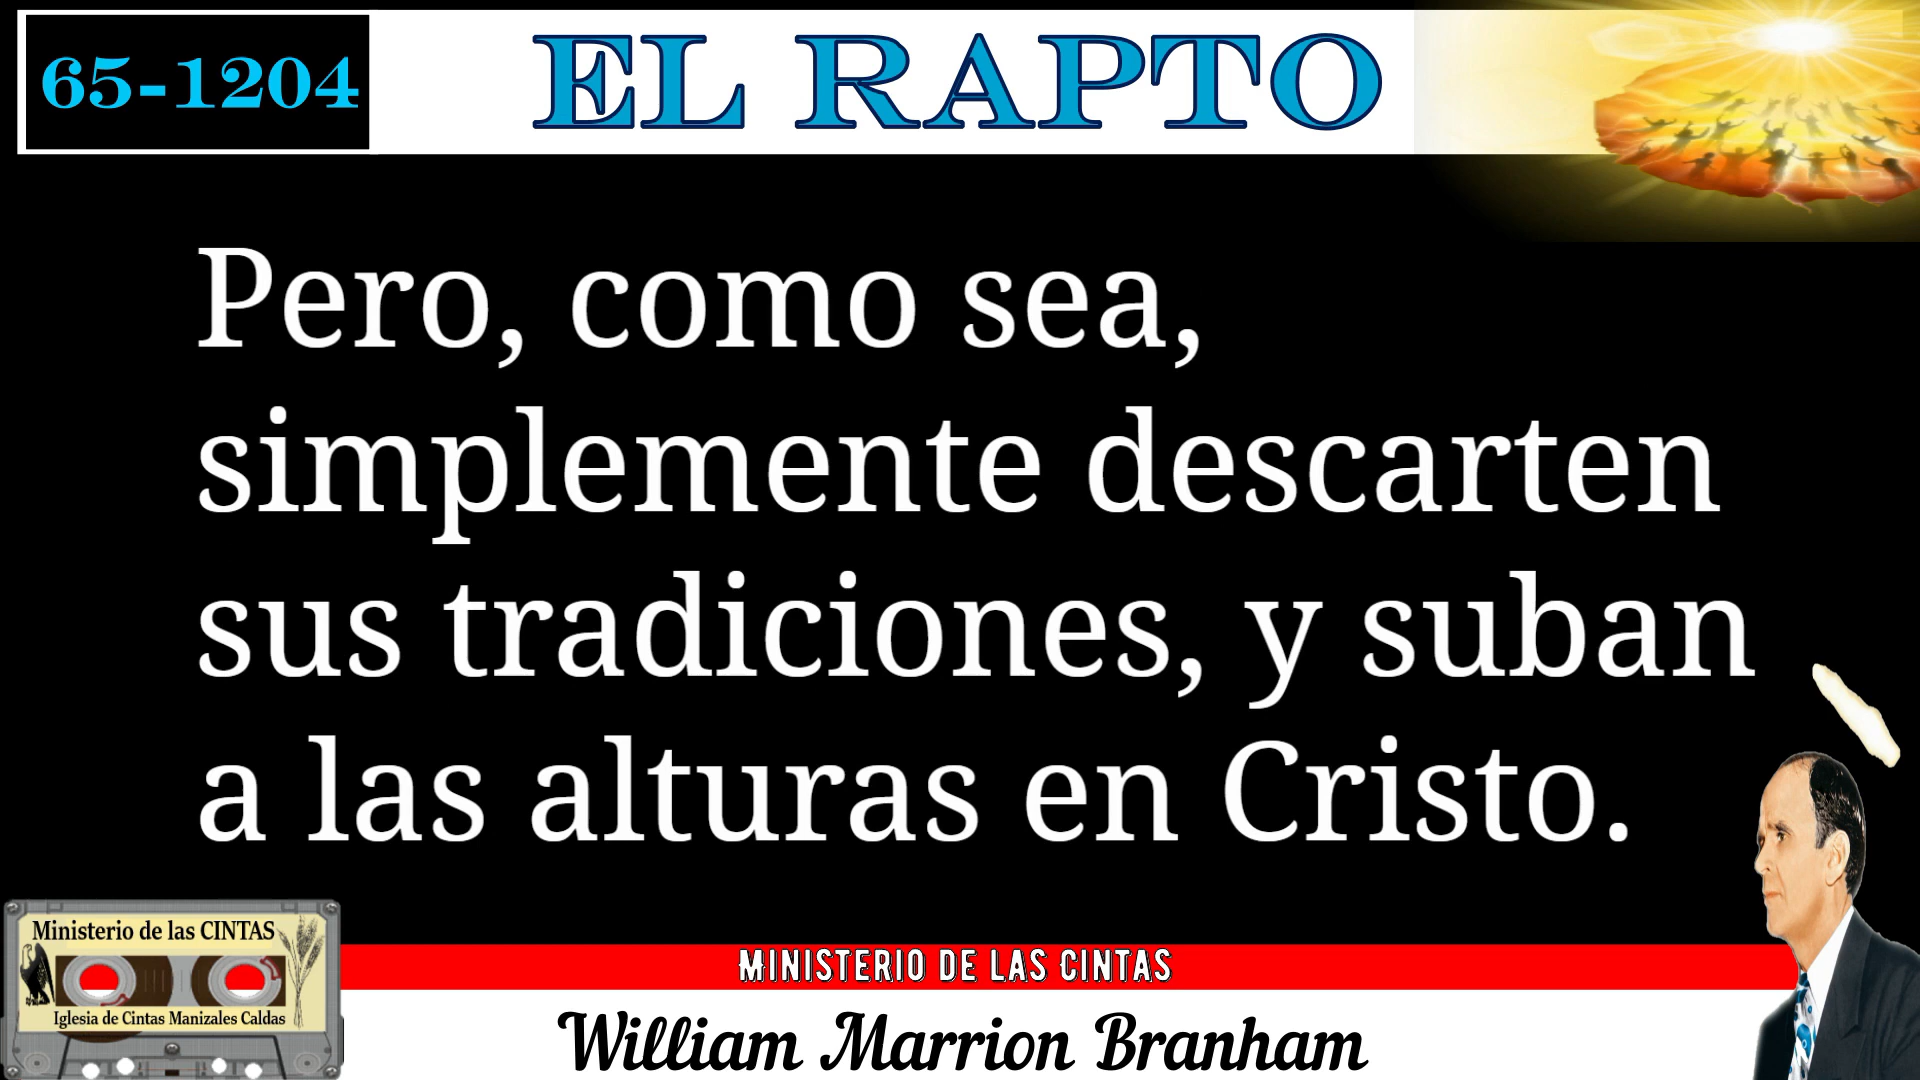 65-1204
EL RAPTO
Pero, como sea,
simplemente descarten
sus tradiciones, y suban
a las alturas en Cristo.
Ministerio de las CINTAS
Iglesia de Cintas Manizales Caldas
MINISTERIO DE LAS CINTAS
William Marrion Branham